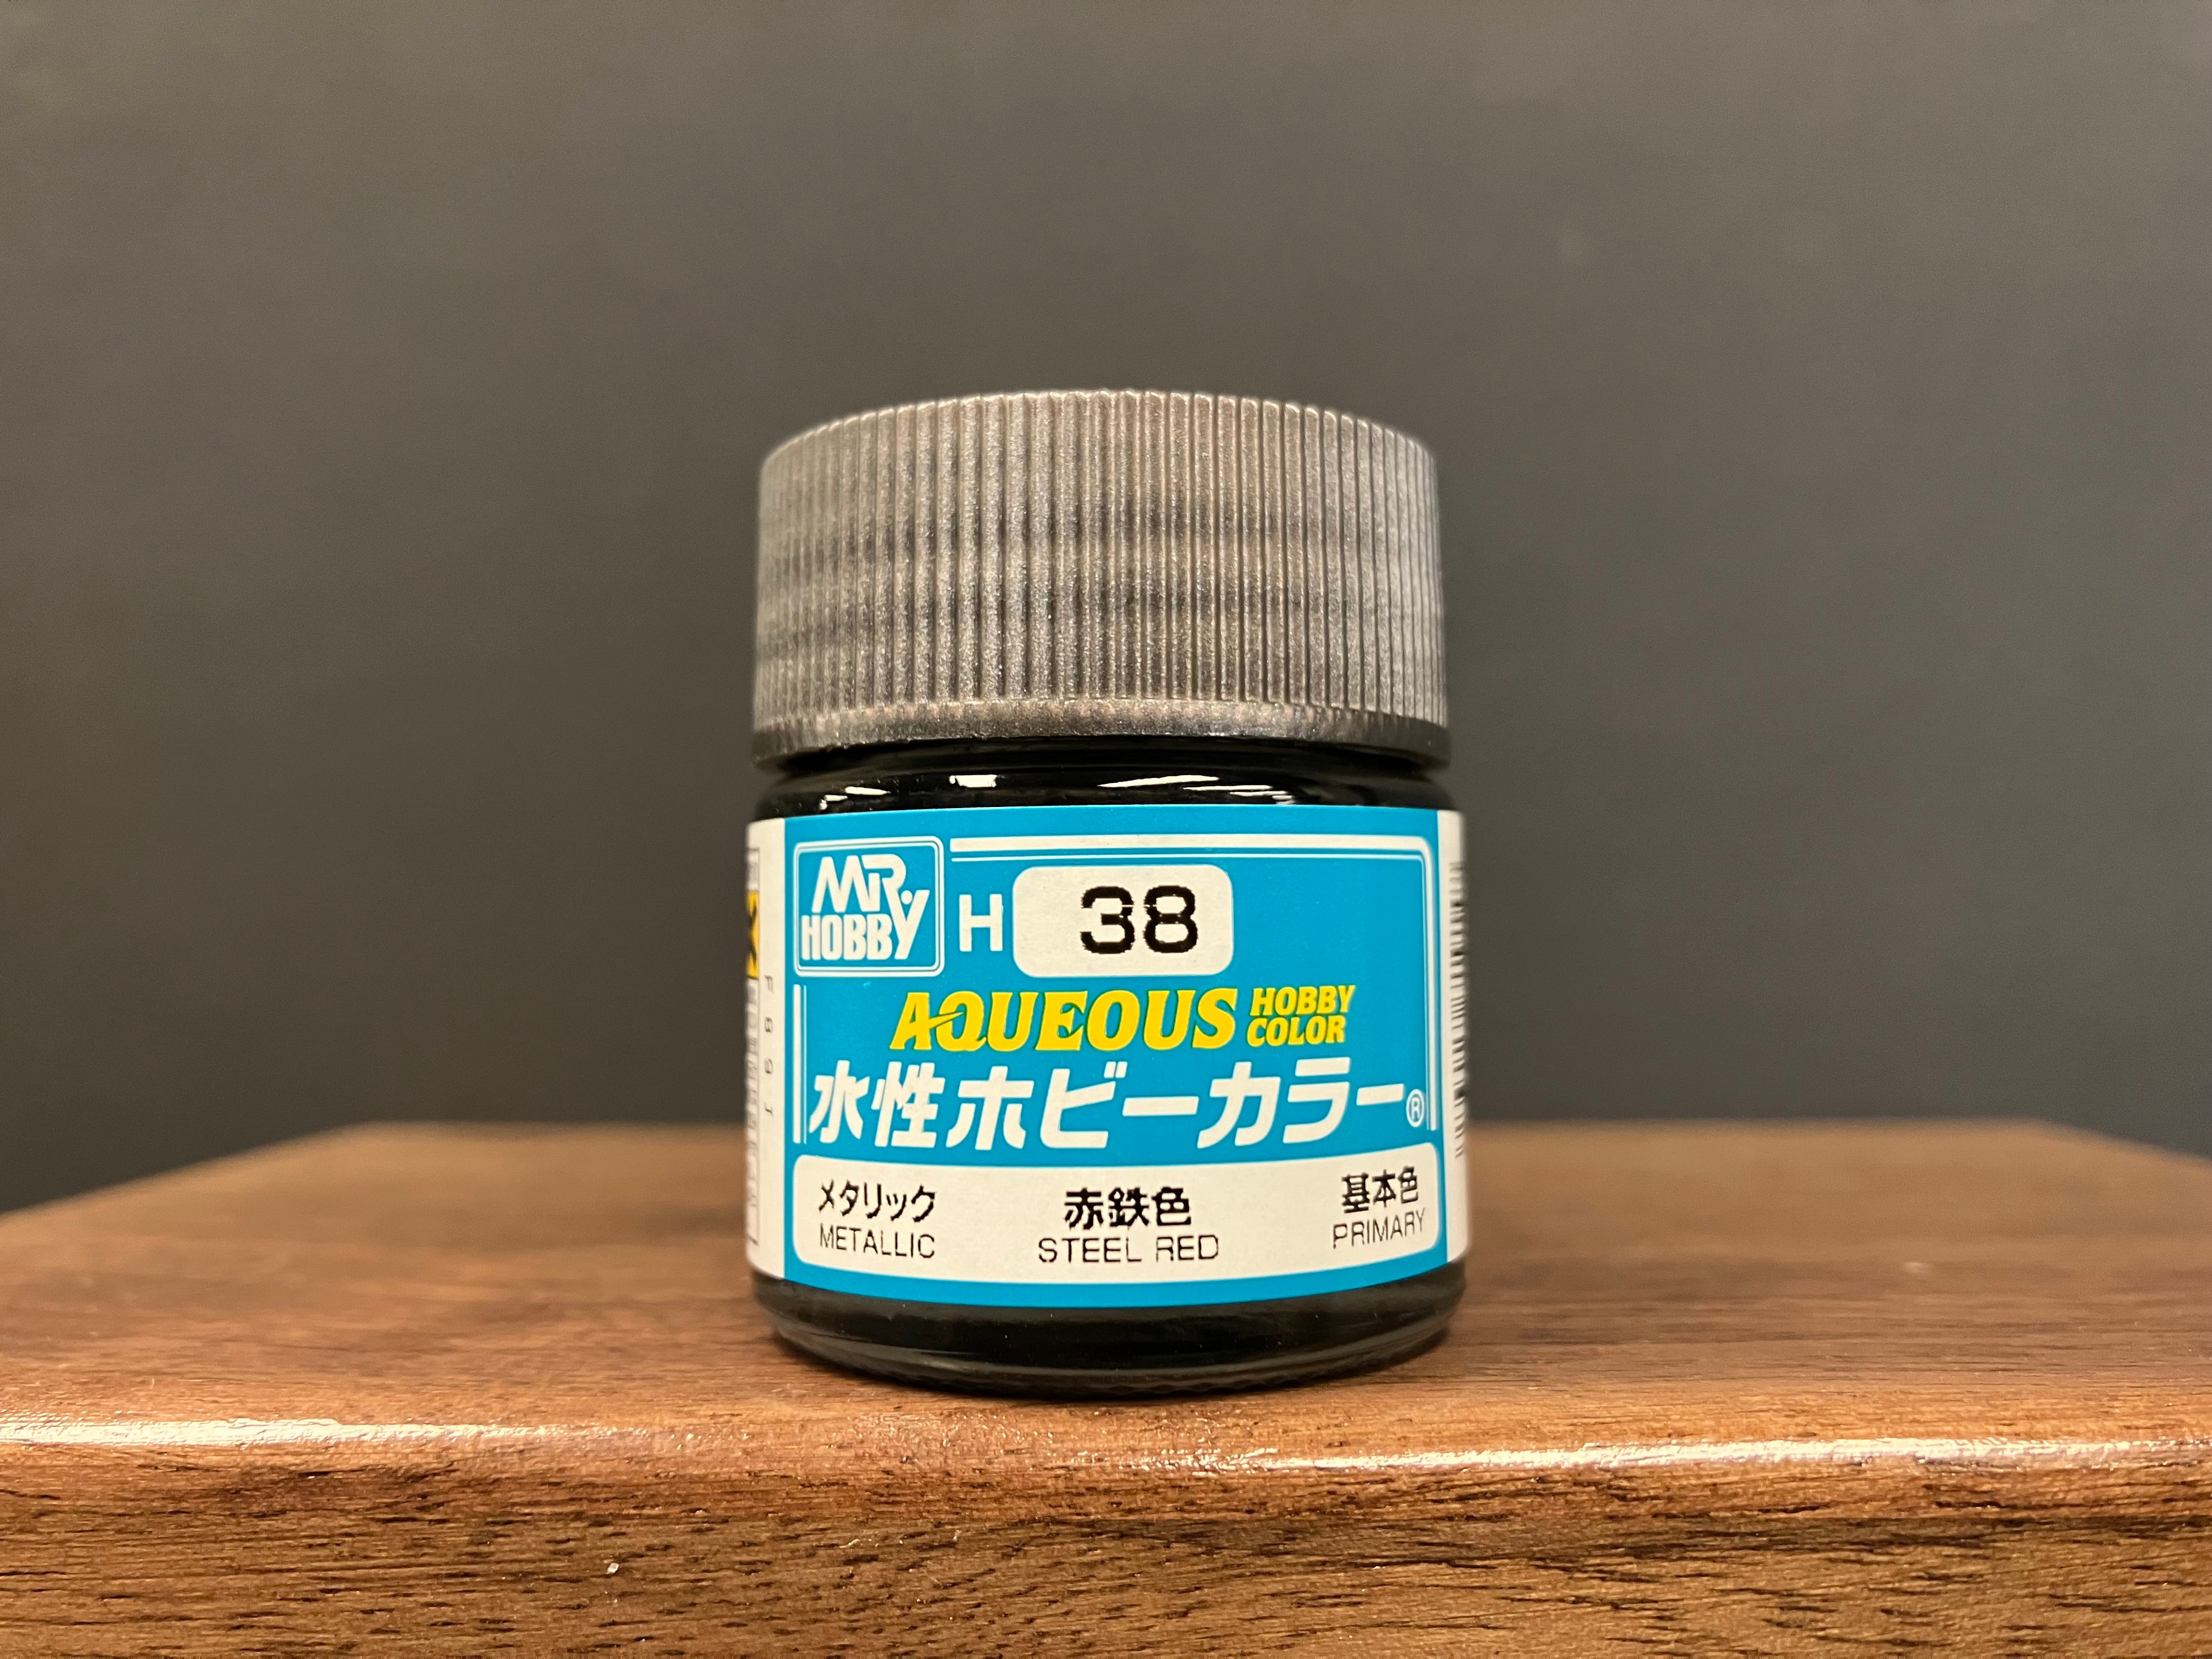 MR. HOBBY
H 38
AQUEOUS HOBBY COLOR
水性ホビーカラー®
メタリック 赤鉄色 基本色
METALLIC STEEL RED PRIMARY